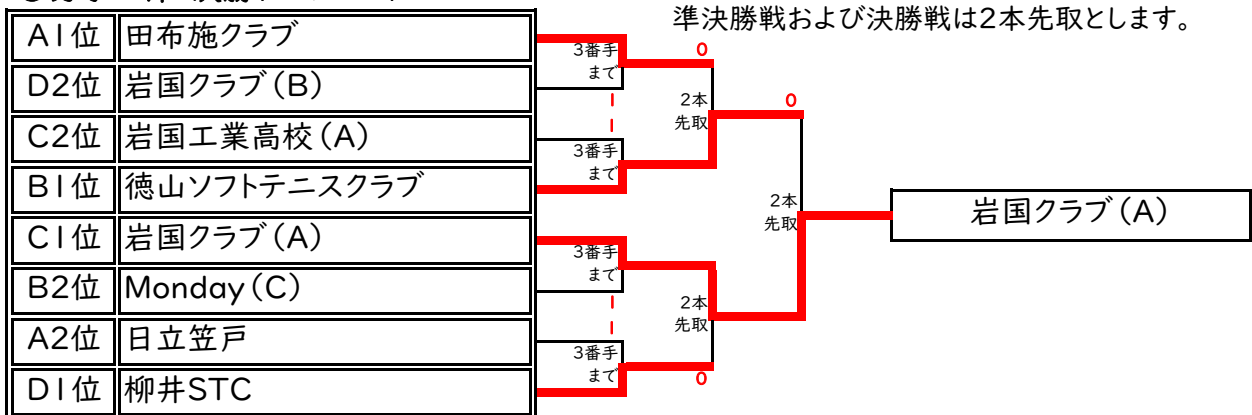 準決勝戦および決勝戦は2本先取とします。
A1位 田布施クラブ
D2位 岩国クラブ(B)
C2位 岩国工業高校(A)
B1位 徳山ソフトテニスクラブ
C1位 岩国クラブ(A)
B2位 Monday(C)
A2位 日立笠戸
D1位 柳井STC
3番手
まで
1
1
3番手
まで
3番手
まで
1
1
3番手
まで
0
2本
先取
2本
先取
0
0
2本
先取
岩国クラブ(A)